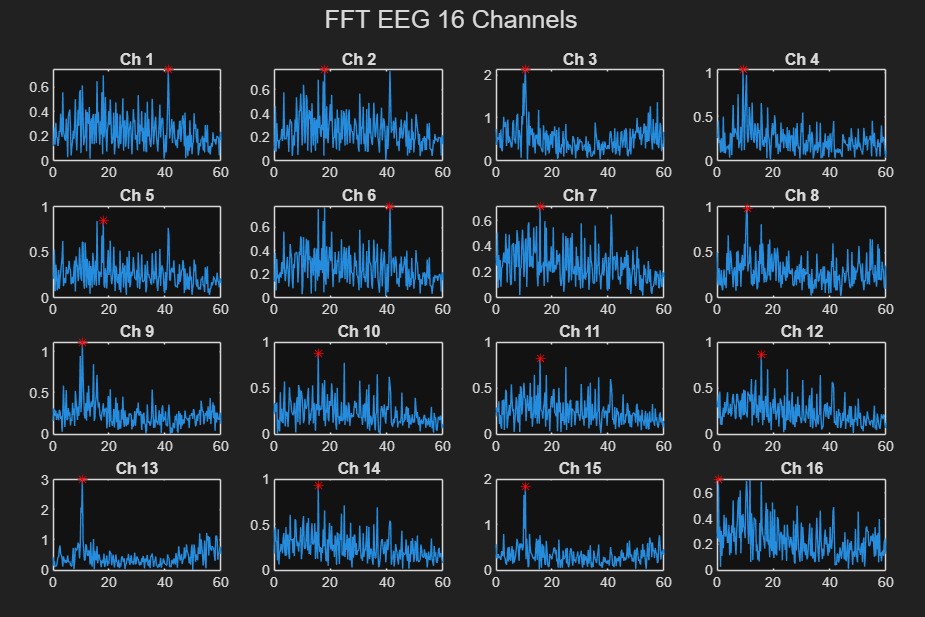 FFT EEG 16 Channels
Ch 1 Ch 2 Ch 3 Ch 4
0.6 0.4 0.2 0 0.6 0.4 0.2 0 2 1 0 1 0.5 0
0 20 40 60 0 20 40 60 0 20 40 60 0 20 40 60
Ch 5 Ch 6 Ch 7 Ch 8
1 0.5 0 0.6 0.4 0.2 0 0.6 0.4 0.2 0 1 0.5 0
0 20 40 60 0 20 40 60 0 20 40 60 0 20 40 60
Ch 9 Ch 10 Ch 11 Ch 12
1 0.5 0 1 0.5 0 1 0.5 0 1 0.5 0
0 20 40 60 0 20 40 60 0 20 40 60 0 20 40 60
Ch 13 Ch 14 Ch 15 Ch 16
3 2 1 0 1 0.5 0 2 1 0 0.6 0.4 0.2 0
0 20 40 60 0 20 40 60 0 20 40 60 0 20 40 60